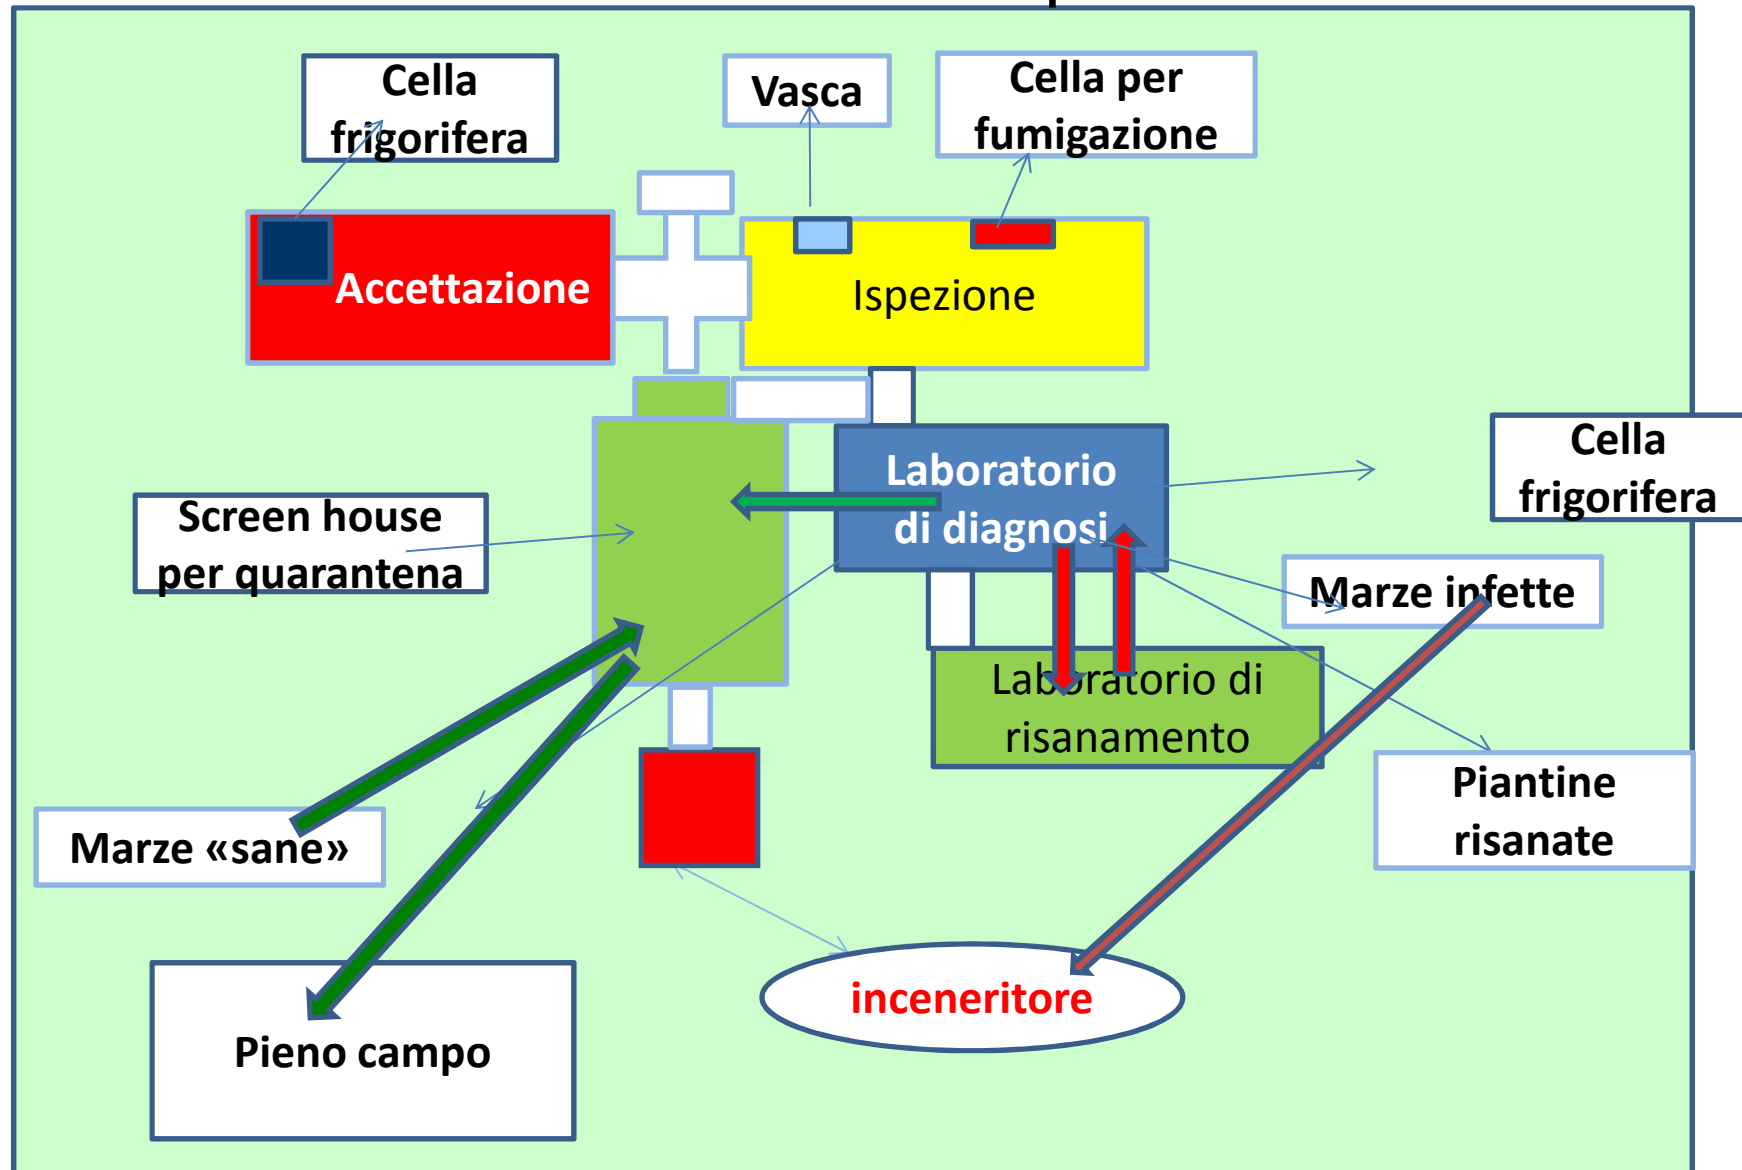 Cella
frigorifera
Vasca
Cella per
fumigazione
Accettazione
Ispezione
Laboratorio
di diagnosi
Cella
frigorifera
Screen house
per quarantena
Marze infette
Laboratorio di
risanamento
Piantine
risanate
Marze «sane»
inceneritore
Pieno campo